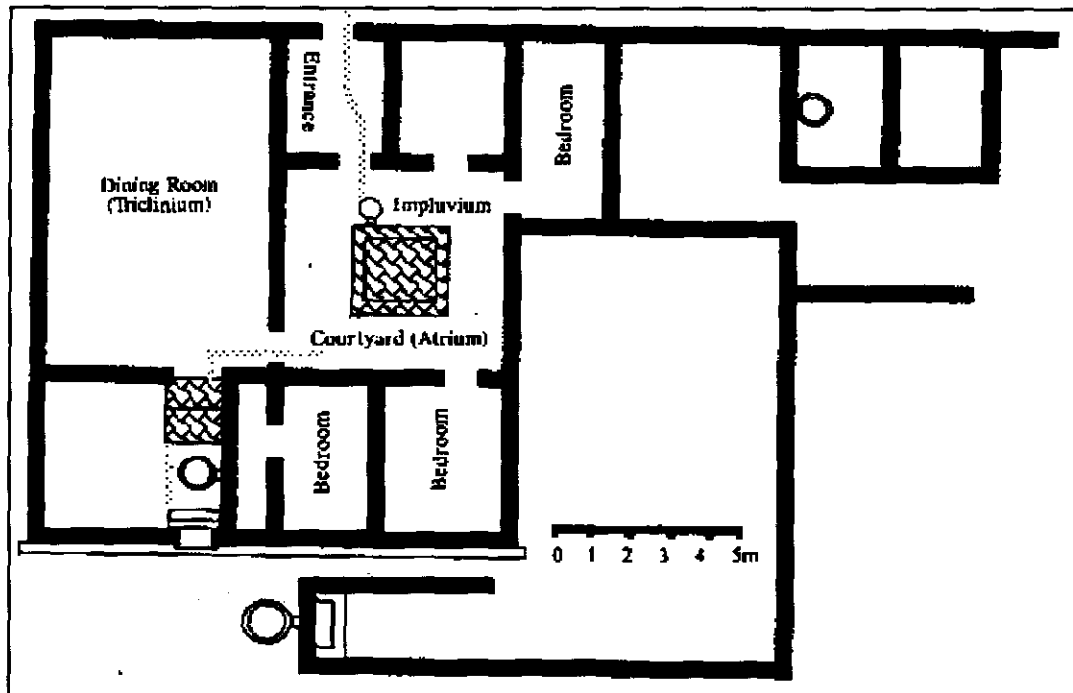 Entrance
Bedroom
Dining Room
(Triclinium)
Impluvium
Courtyard (Atrium)
Bedroom
Bedroom
0 1 2 3 4 5m